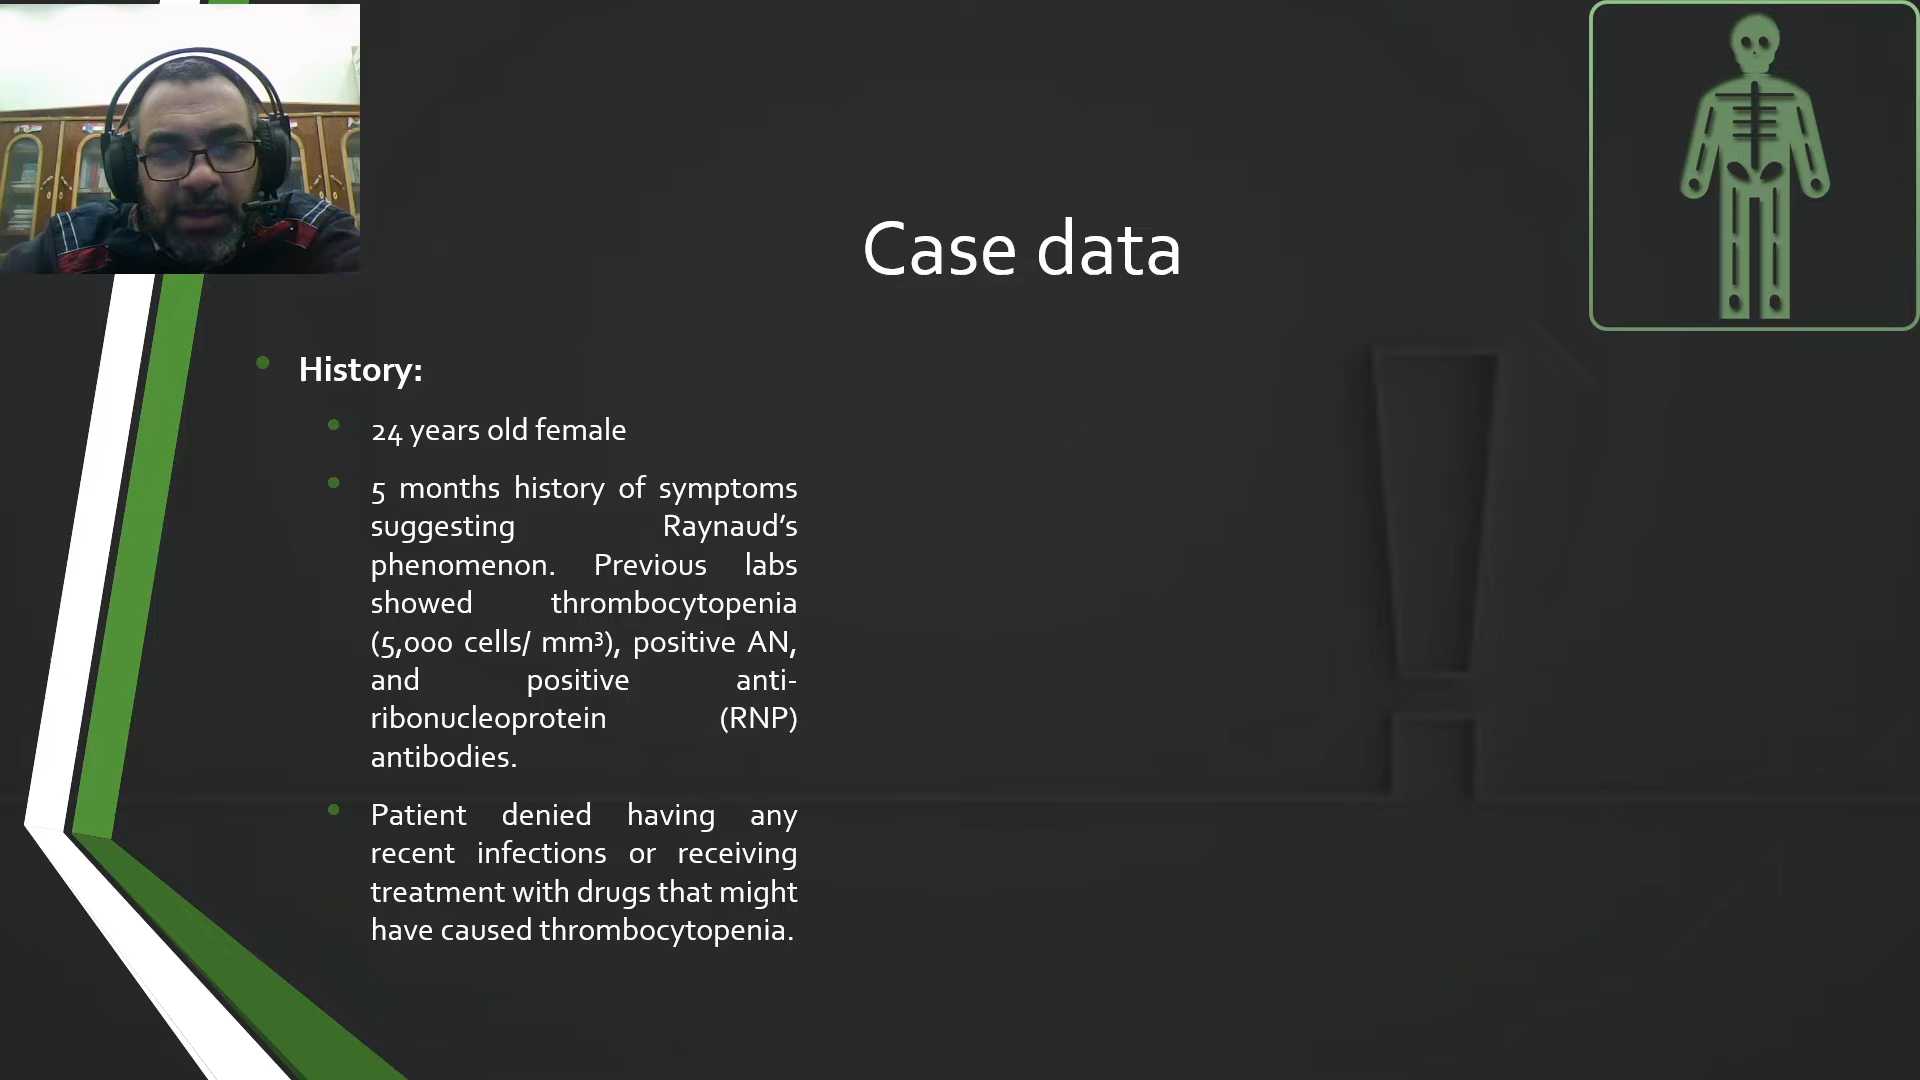 Case data
History:
24 years old female
5 months history of symptoms
suggesting Raynaud’s
phenomenon. Previous labs
showed thrombocytopenia
(5,000 cells/ mm³), positive AN,
and positive anti-
ribonucleoprotein (RNP)
antibodies.
Patient denied having any
recent infections or receiving
treatment with drugs that might
have caused thrombocytopenia.